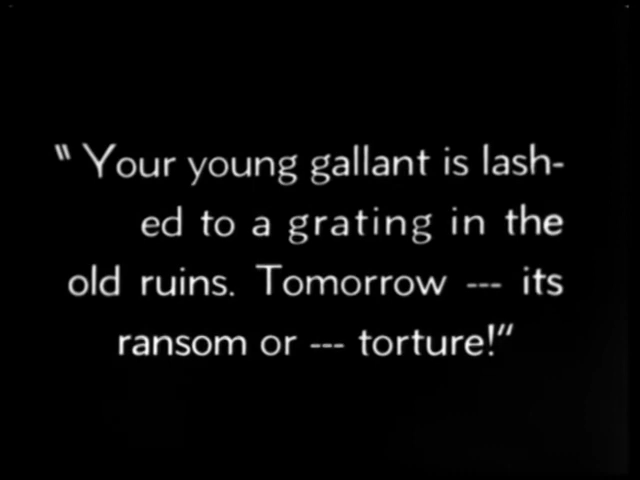 “Your young gallant is lash-
ed to a grating in the
old ruins. Tomorrow --- its
ransom or --- torture!”